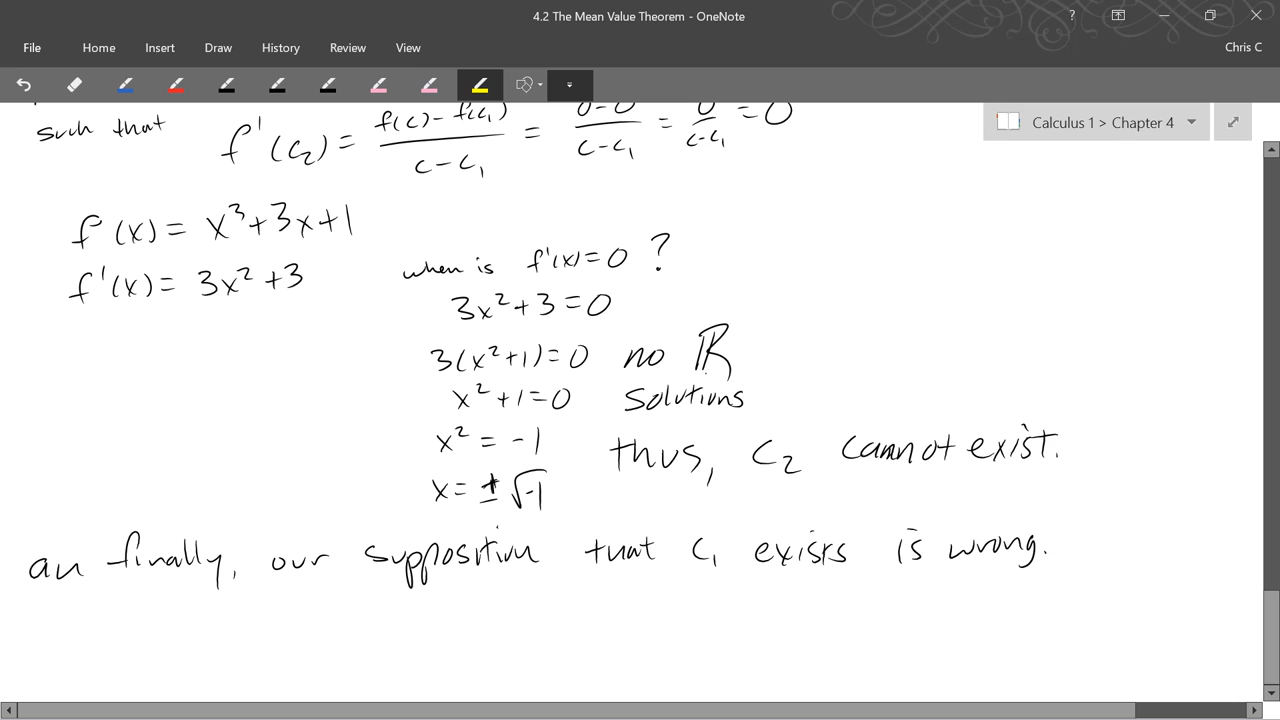 4.2 The Mean Value Theorem - OneNote
?
File Home Insert Draw History Review View
Chris C
Calculus 1 > Chapter 4
such that f'(c₂) = f(c) - f(c₁) / c - c₁ = 0 - 0 / c - c₁ = 0 / c - c₁ = 0
f(x) = x³ + 3x + 1
f'(x) = 3x² + 3
when is f'(x) = 0 ?
3x² + 3 = 0
3(x² + 1) = 0 no ℝ
x² + 1 = 0 solutions
x² = -1 thus, c₂ cannot exist.
x = ± √-1
an finally, our supposition that c₁ exists is wrong.